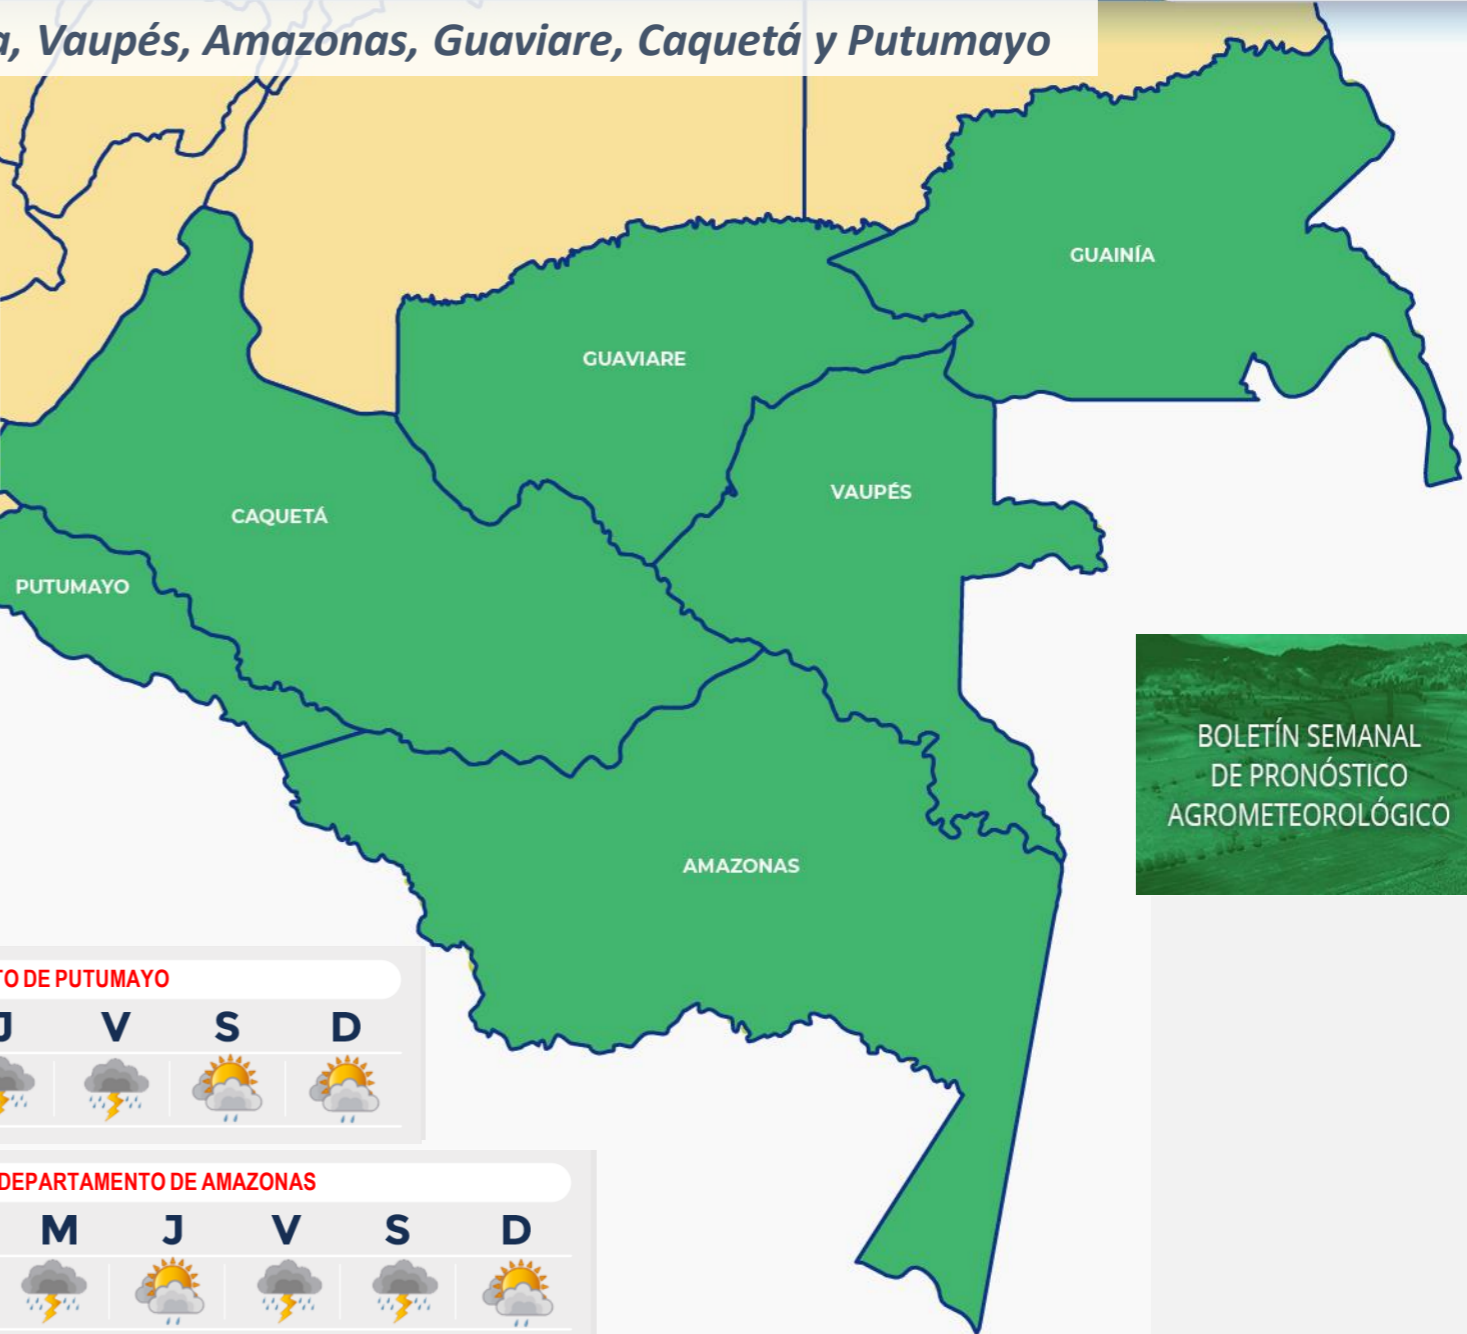 a, Vaupés, Amazonas, Guaviare, Caquetá y Putumayo
GUAINÍA
GUAVIARE
VAUPÉS
CAQUETÁ
PUTUMAYO
BOLETÍN SEMANAL
DE PRONÓSTICO
AGROMETEOROLÓGICO
AMAZONAS
TO DE PUTUMAYO
J V S D
DEPARTAMENTO DE AMAZONAS
M J V S D